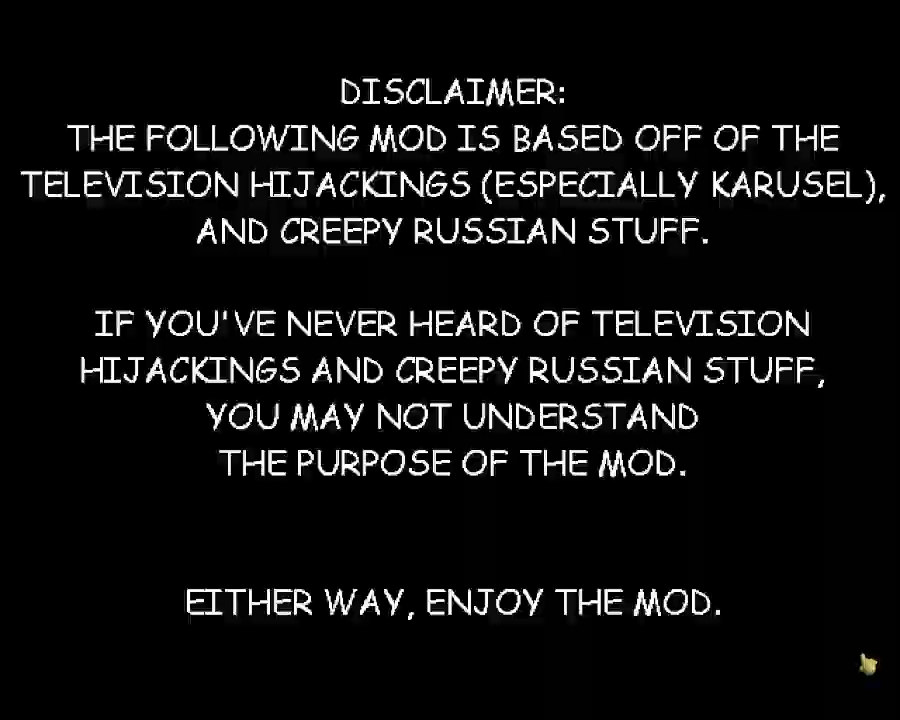 DISCLAIMER:
THE FOLLOWING MOD IS BASED OFF OF THE
TELEVISION HIJACKINGS (ESPECIALLY KARUSEL),
AND CREEPY RUSSIAN STUFF.
IF YOU'VE NEVER HEARD OF TELEVISION
HIJACKINGS AND CREEPY RUSSIAN STUFF,
YOU MAY NOT UNDERSTAND
THE PURPOSE OF THE MOD.
EITHER WAY, ENJOY THE MOD.